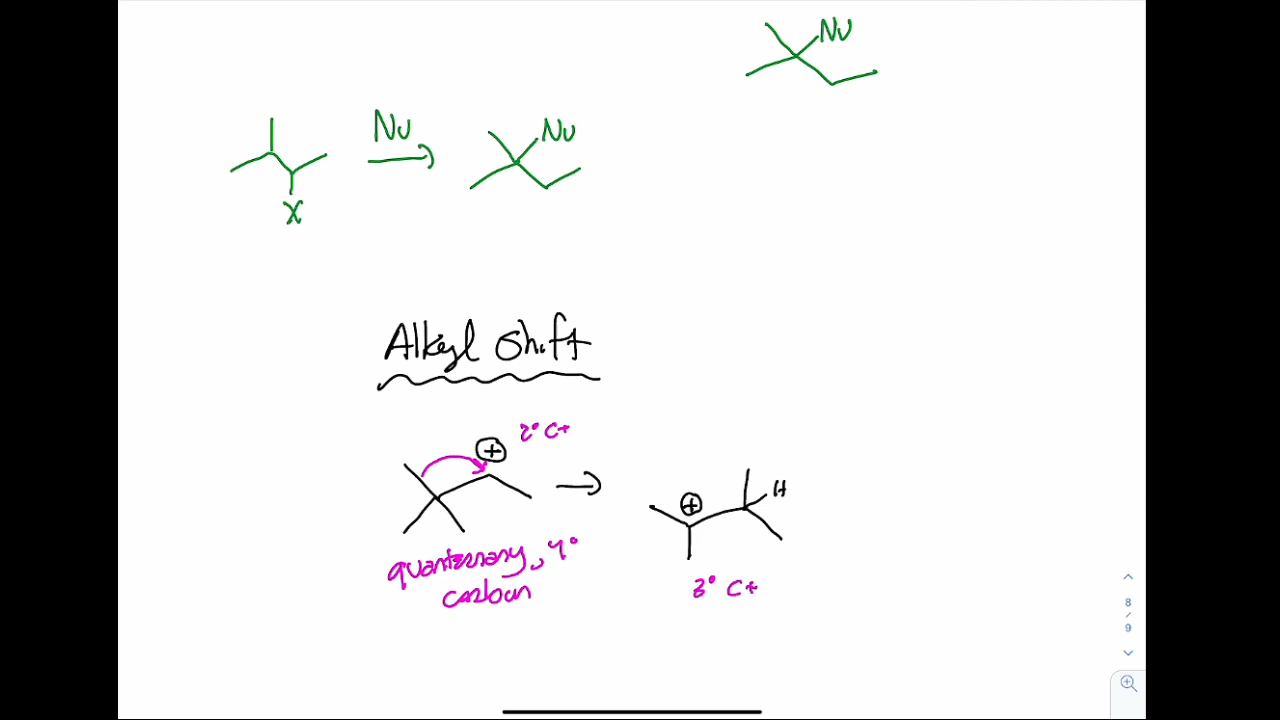 Nu
Nu
Nu
X
Alkyl shift
+
2° C+
+
H
quanternary, 4°
carbon
3° C+
8
/
9